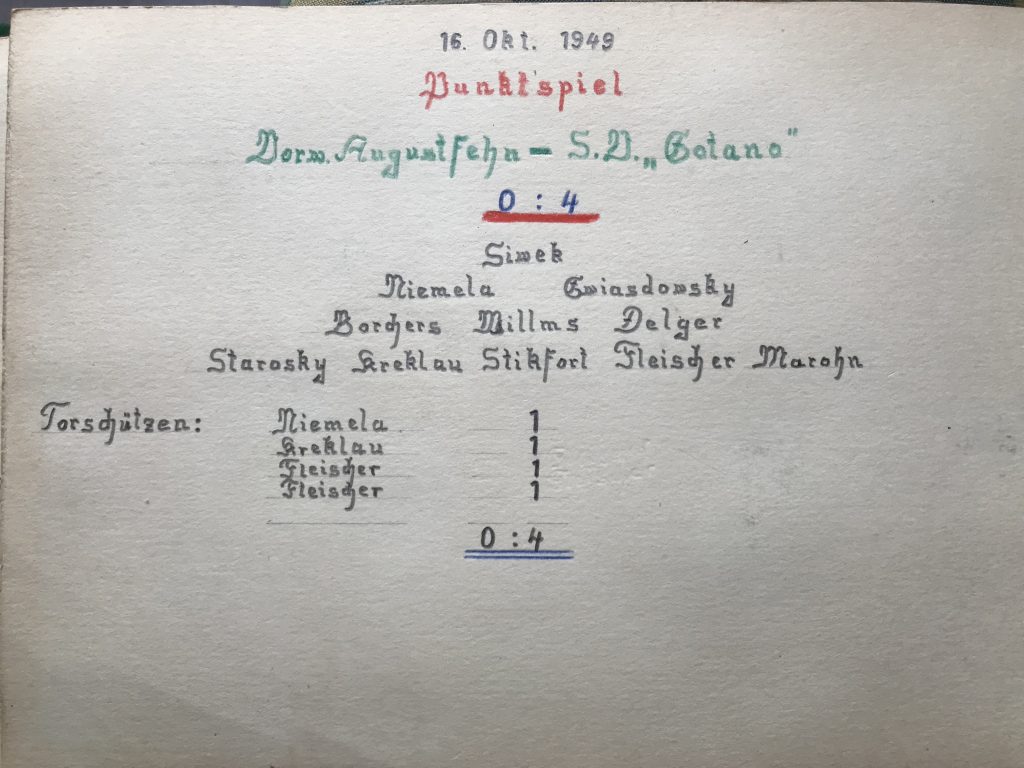 16. Okt. 1949
Punktspiel
Vorw. Augustfehn - S.V. „Gotano"
0 : 4
Siwek
Niemela Gwiasdowsky
Borchers Willms Delger
Starosky Kreklau Stikfort Fleischer Marohn
Torschützen: Niemela 1
Kreklau 1
Fleischer 1
Fleischer 1
0 : 4